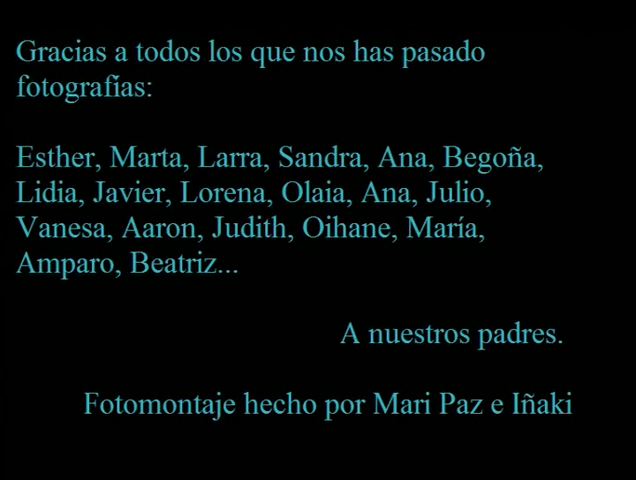 Gracias a todos los que nos has pasado
fotografías:
Esther, Marta, Larra, Sandra, Ana, Begoña,
Lidia, Javier, Lorena, Olaia, Ana, Julio,
Vanesa, Aaron, Judith, Oihane, María,
Amparo, Beatriz...
A nuestros padres.
Fotomontaje hecho por Mari Paz e Iñaki